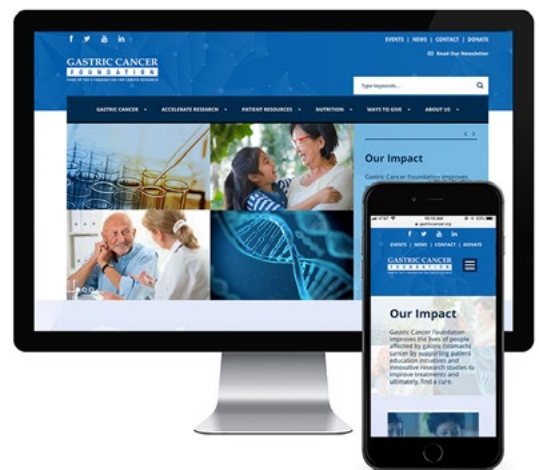 EVENTS | NEWS | CONTACT | DONATE
Read Our Newsletter
GASTRIC CANCER
FOUNDATION
Type keywords...
GASTRIC CANCER
ACCELERATE RESEARCH
PATIENT RESOURCES
NUTRITION
WAYS TO GIVE
ABOUT US
Our Impact
Gastric Cancer Foundation improves
AT&T
gastriccancer.org
EVENTS | NEWS | CONTACT | DONATE
GASTRIC CANCER
FOUNDATION
Our Impact
Gastric Cancer Foundation
improves the lives of people
affected by gastric (stomach)
cancer by supporting patient
education initiatives and
innovative research studies to
improve treatments and
ultimately, find a cure.